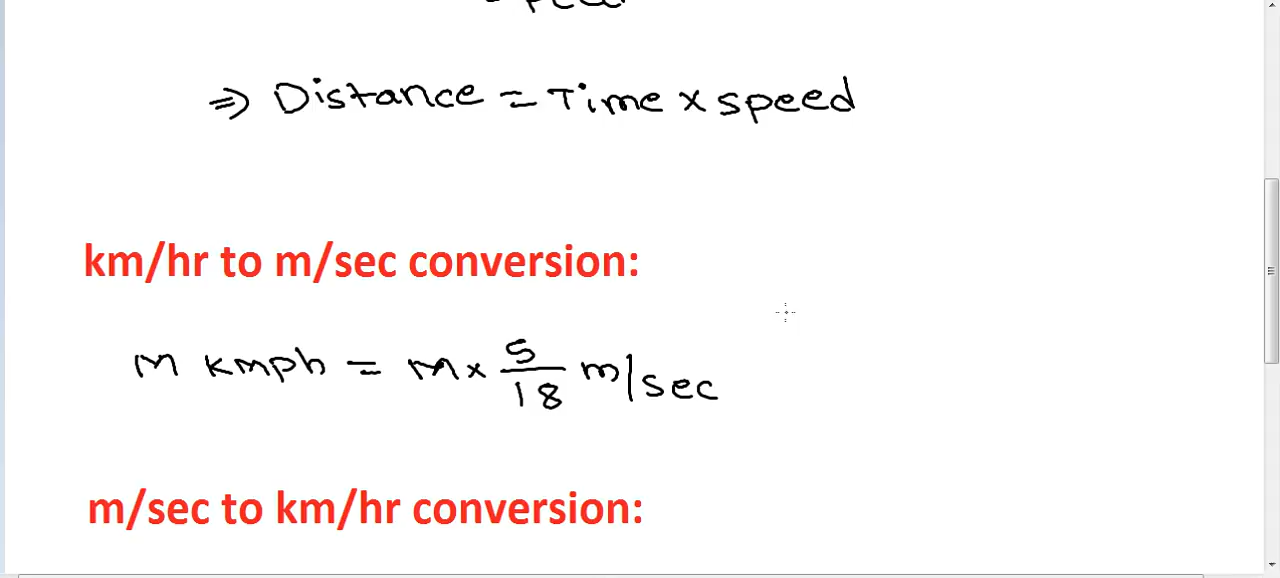 ⇒ Distance = Time × speed
km/hr to m/sec conversion:
M kmph = M × 5/18 m/sec
m/sec to km/hr conversion: